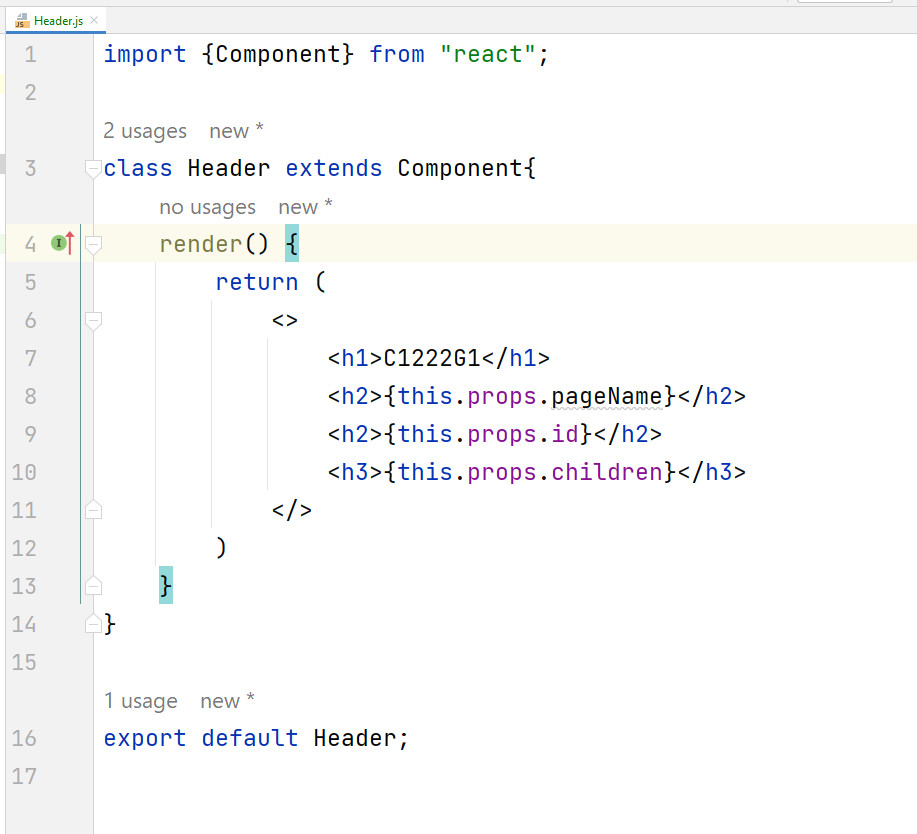 Header.js
1 import {Component} from "react";
2
2 usages new *
3 class Header extends Component{
no usages new *
4 render() {
5 return (
6 <>
7 <h1>C1222G1</h1>
8 <h2>{this.props.pageName}</h2>
9 <h2>{this.props.id}</h2>
10 <h3>{this.props.children}</h3>
11 </>
12 )
13 }
14 }
15
1 usage new *
16 export default Header;
17